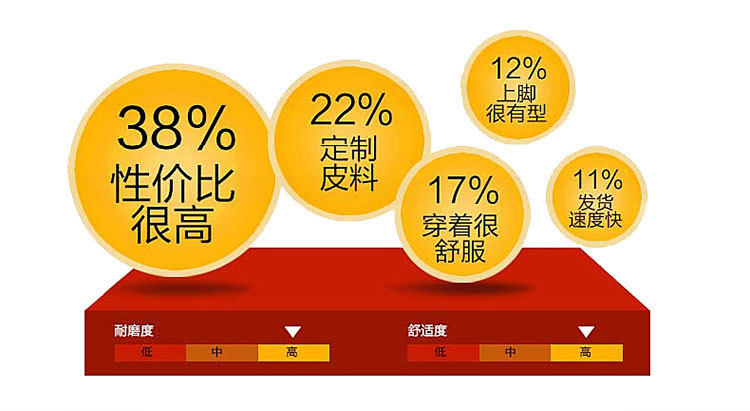 38%
性价比
很高
22%
定制
皮料
12%
上脚
很有型
17%
穿着很
舒服
11%
发货
速度快
耐磨度
低 中 高
舒适度
低 中 高